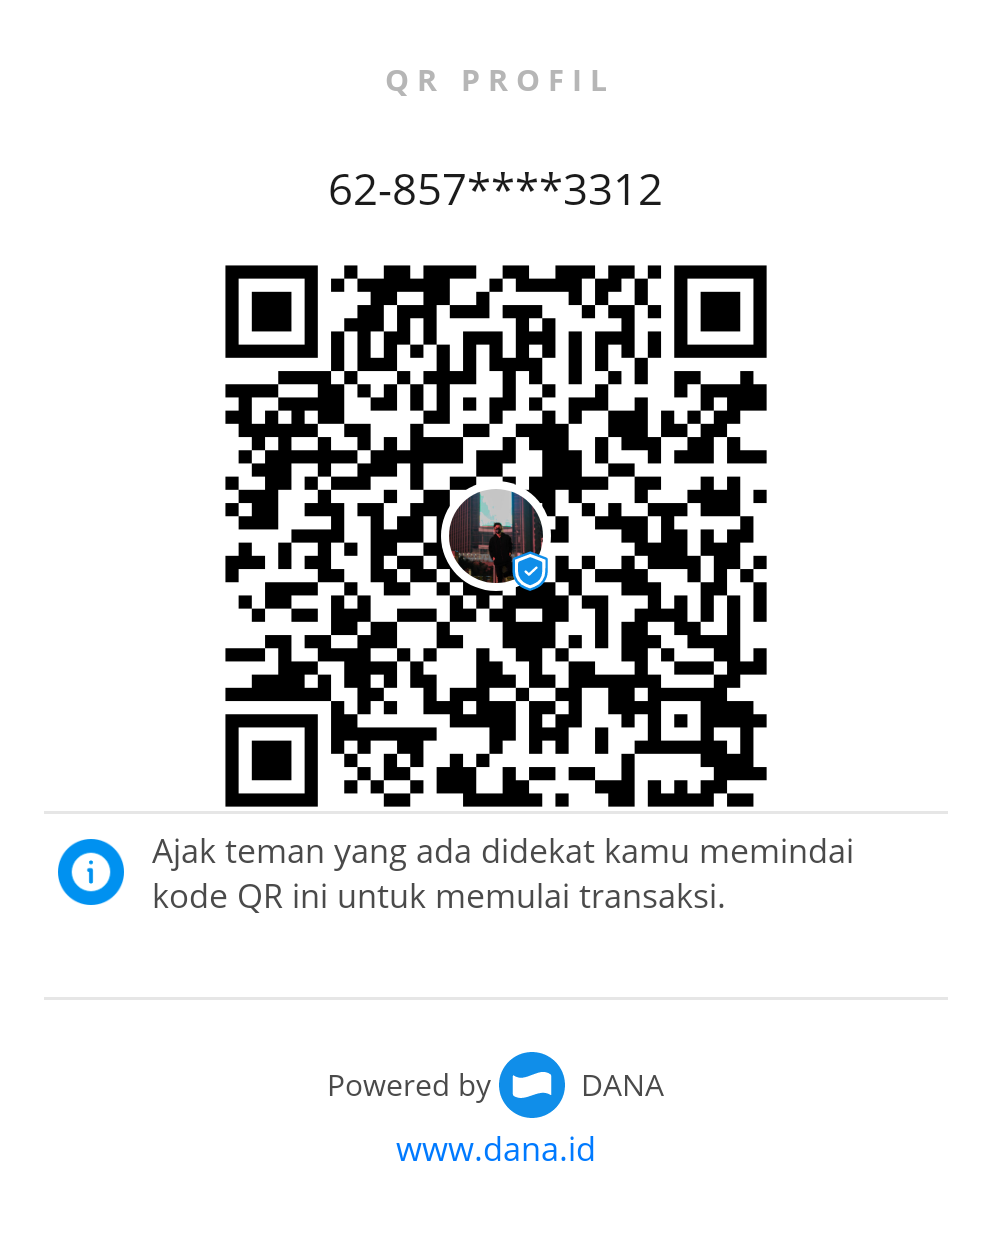 QR PROFIL
62-857****3312
Ajak teman yang ada didekat kamu memindai
kode QR ini untuk memulai transaksi.
Powered by DANA
www.dana.id